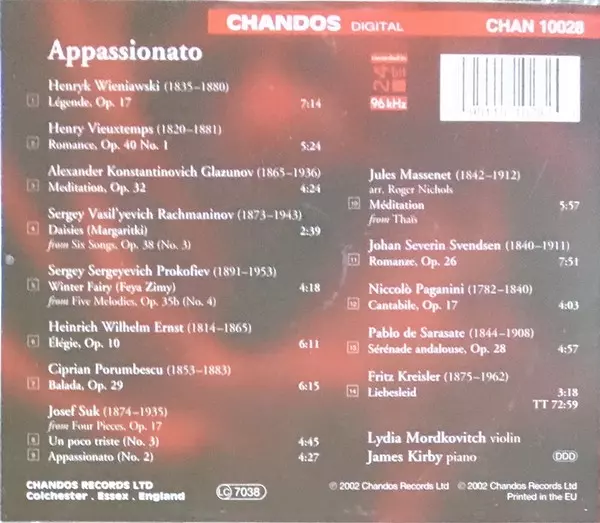 CHANDOS DIGITAL CHAN 10028
Appassionato
Henryk Wieniawski (1835–1880)
1 Légende, Op. 17 7:14
Henry Vieuxtemps (1820–1881)
2 Romance, Op. 40 No. 1 5:24
Alexander Konstantinovich Glazunov (1865–1936)
3 Meditation, Op. 32 4:24
Sergey Vasil'yevich Rachmaninov (1873–1943)
4 Daisies (Margaritki) 2:39
from Six Songs, Op. 38 (No. 3)
Sergey Sergeyevich Prokofiev (1891–1953)
5 Winter Fairy (Feya Zimy) 4:18
from Five Melodies, Op. 35b (No. 4)
Heinrich Wilhelm Ernst (1814–1865)
6 Élégie, Op. 10 6:11
Ciprian Porumbescu (1853–1883)
7 Balada, Op. 29 6:15
Josef Suk (1874–1935)
from Four Pieces, Op. 17
8 Un poco triste (No. 3) 4:45
9 Appassionato (No. 2) 4:27
CHANDOS RECORDS LTD
Colchester . Essex . England
LC 7038
recorded in
24
BIT
96 kHz
Jules Massenet (1842–1912)
arr. Roger Nichols
10 Méditation 5:57
from Thaïs
Johan Severin Svendsen (1840–1911)
11 Romanze, Op. 26 7:51
Niccolò Paganini (1782–1840)
12 Cantabile, Op. 17 4:03
Pablo de Sarasate (1844–1908)
13 Sérénade andalouse, Op. 28 4:57
Fritz Kreisler (1875–1962)
14 Liebesleid 3:18
TT 72:59
Lydia Mordkovitch violin
James Kirby piano
DDD
℗ 2002 Chandos Records Ltd © 2002 Chandos Records Ltd
Printed in the EU